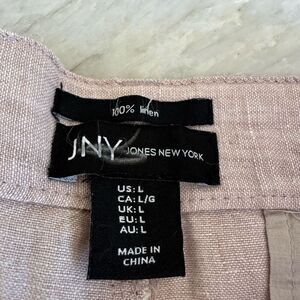 100% linen
JNY JONES NEW YORK
US: L
CA: L/G
UK: L
EU: L
AU: L
MADE IN
CHINA